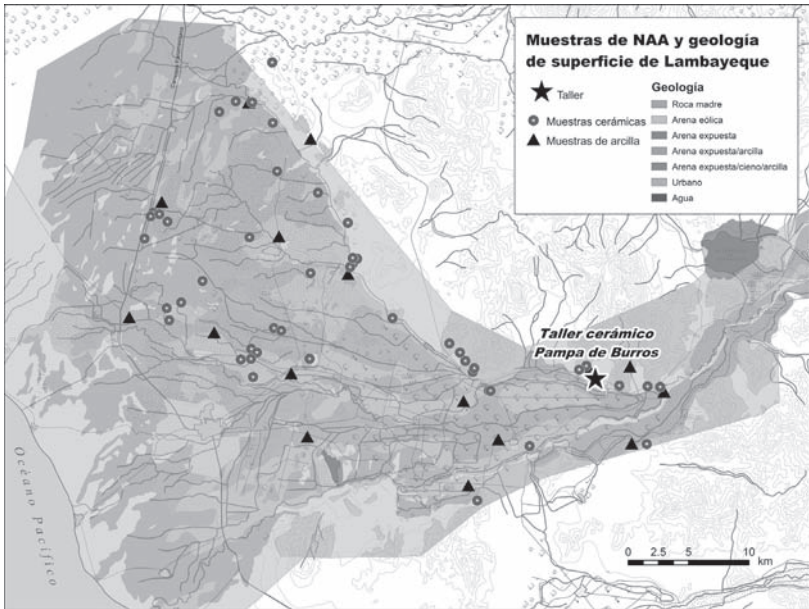 Muestras de NAA y geología
de superficie de Lambayeque
Taller
Muestras cerámicas
Muestras de arcilla
Geología
Roca madre
Arena eólica
Arena expuesta
Arena expuesta/arcilla
Arena expuesta/cieno/arcilla
Urbano
Agua
Taller cerámico
Pampa de Burros
Océano Pacífico
0 2.5 5 10
km